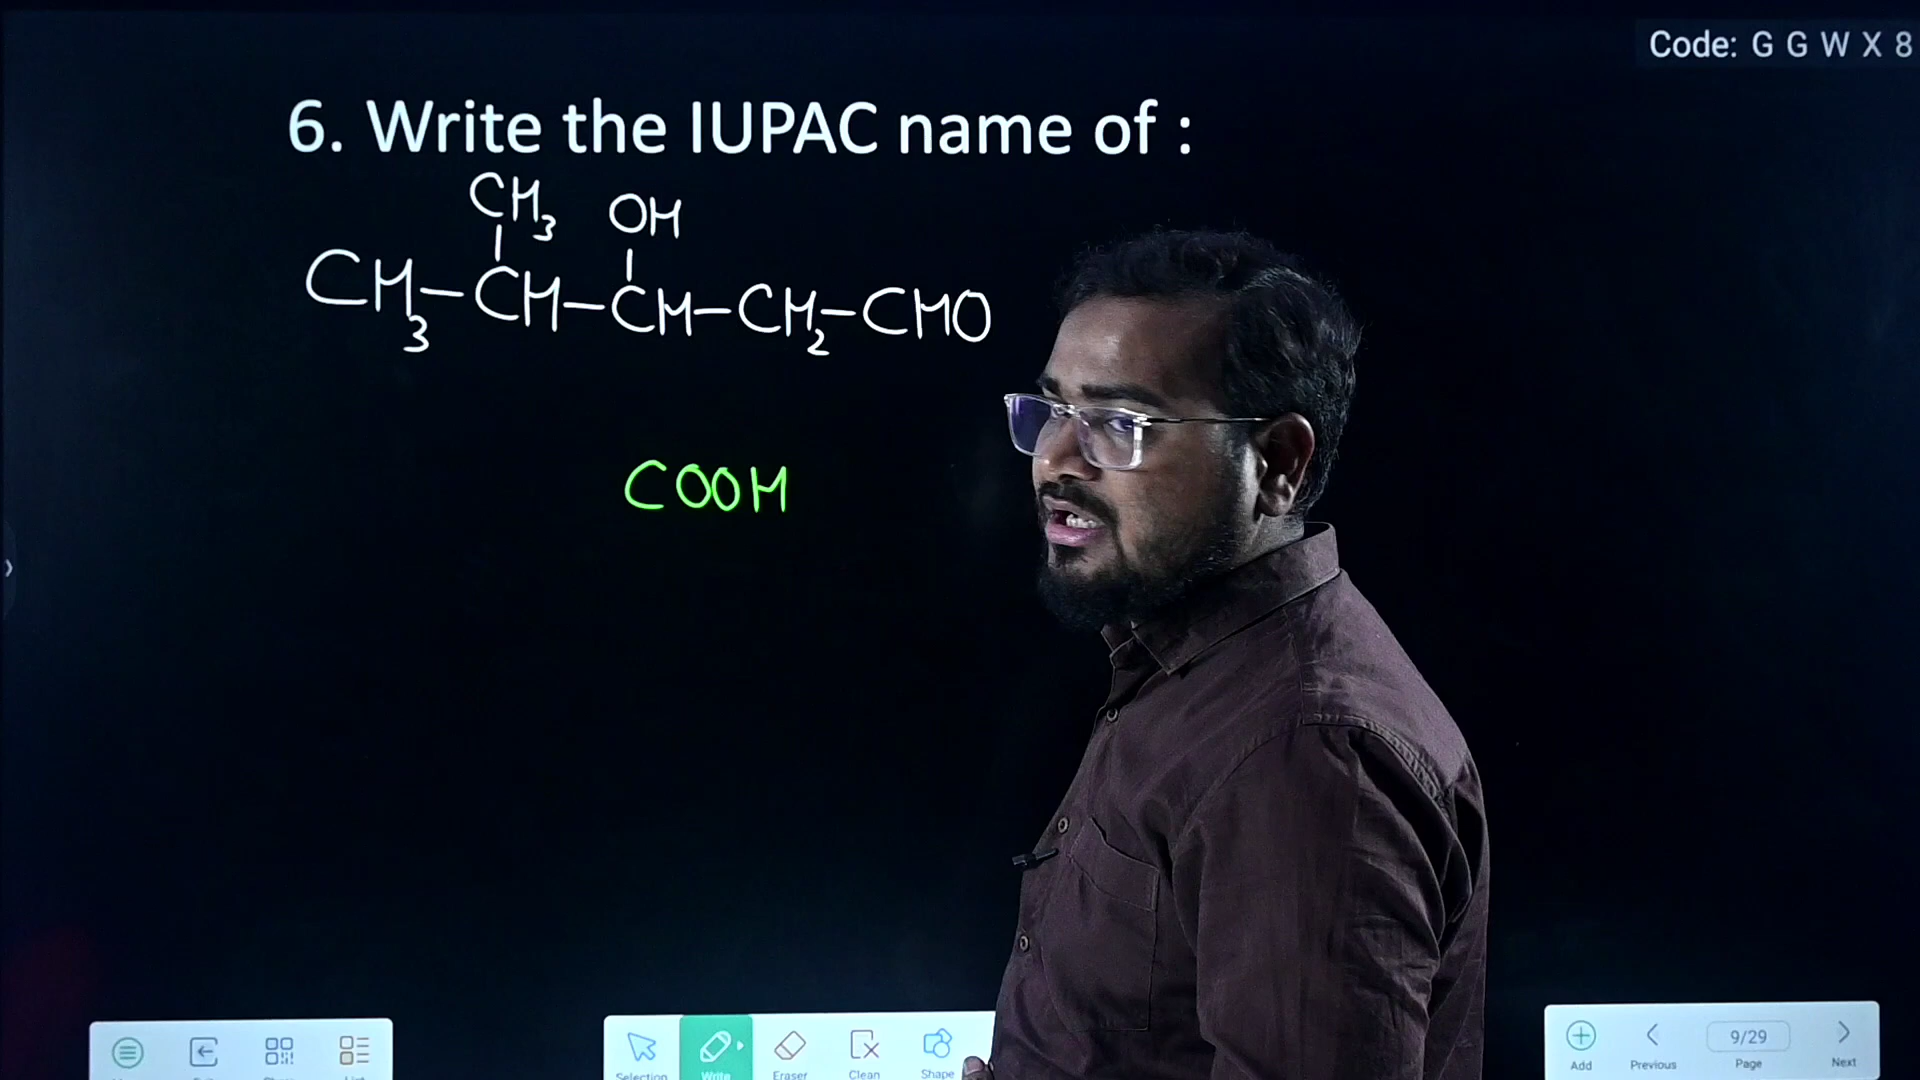 Code: G G W X 8
6. Write the IUPAC name of :
CH3 OH
CH3-CH-CH-CH2-CHO
COOH
Selection Write Eraser Clean Shape
Add Previous 9/29 Page Next